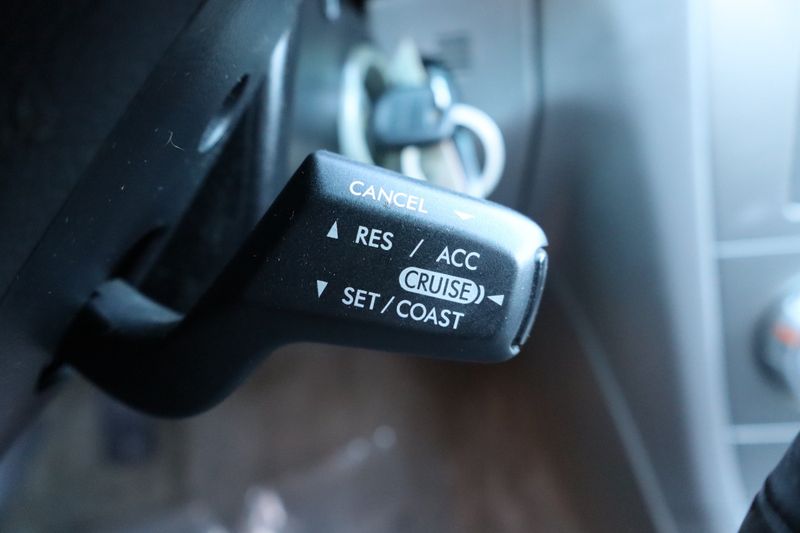 CANCEL
RES / ACC
CRUISE
SET/COAST